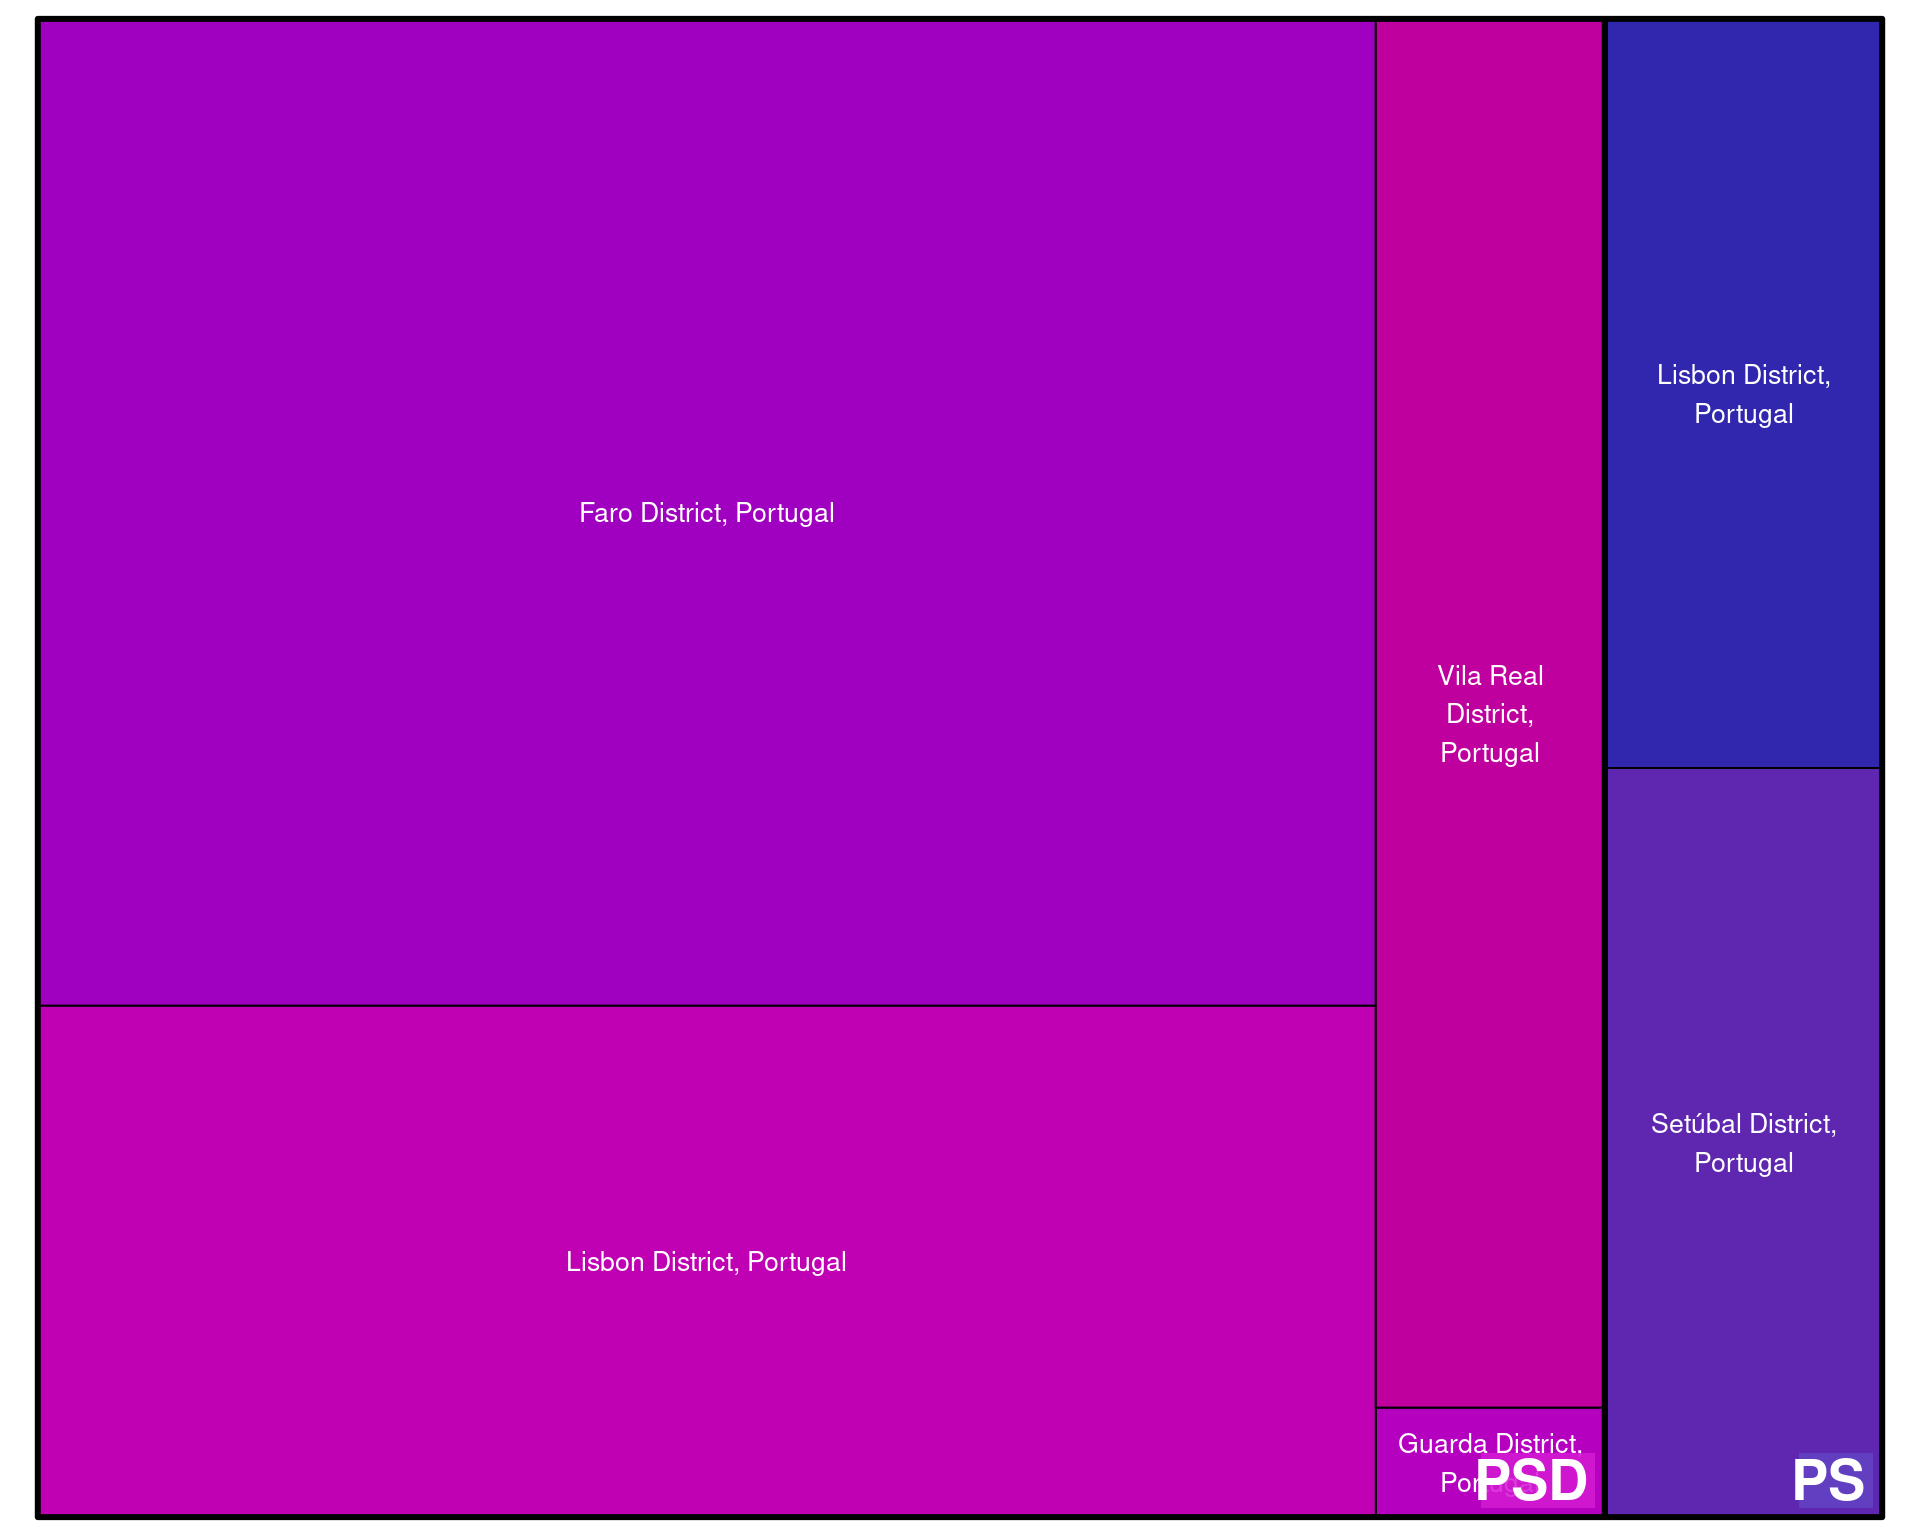 Faro District, Portugal
Lisbon District, Portugal
Vila Real
District,
Portugal
Guarda District,
PSD
Lisbon District,
Portugal
Setúbal District,
Portugal
PS